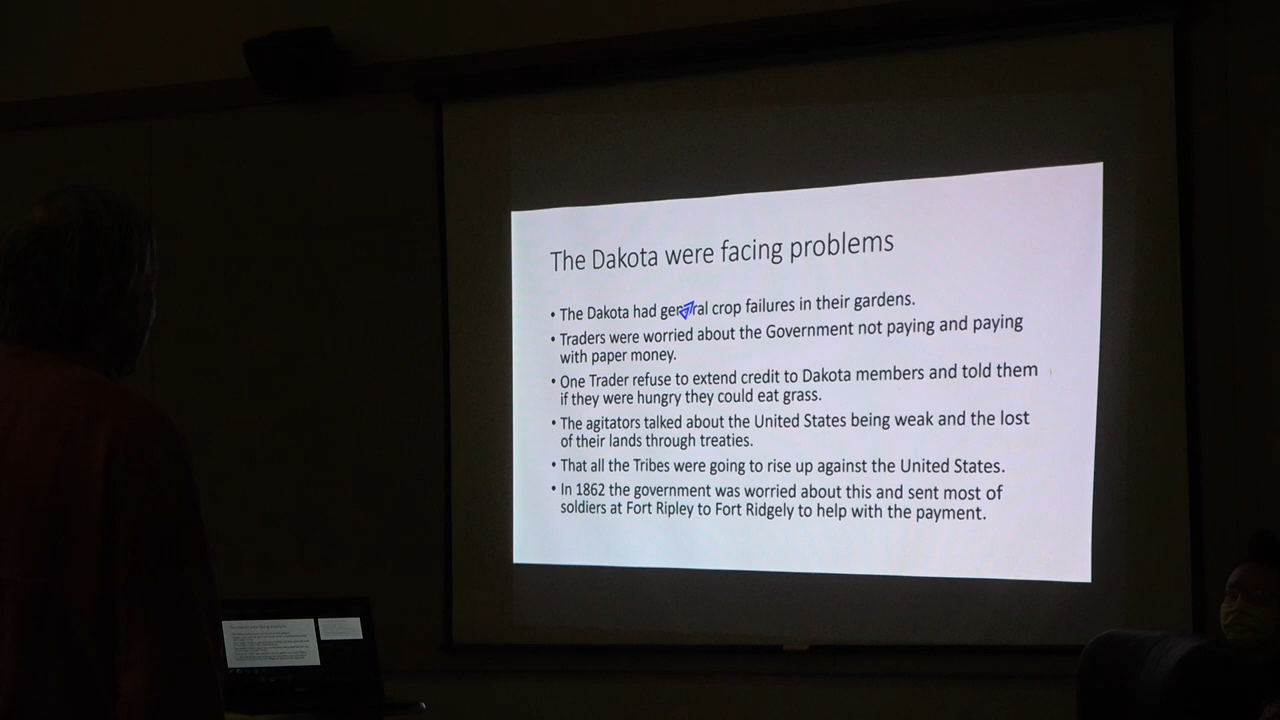 The Dakota were facing problems
• The Dakota had general crop failures in their gardens.
• Traders were worried about the Government not paying and paying
with paper money.
• One Trader refuse to extend credit to Dakota members and told them
if they were hungry they could eat grass.
• The agitators talked about the United States being weak and the lost
of their lands through treaties.
• That all the Tribes were going to rise up against the United States.
• In 1862 the government was worried about this and sent most of
soldiers at Fort Ripley to Fort Ridgely to help with the payment.